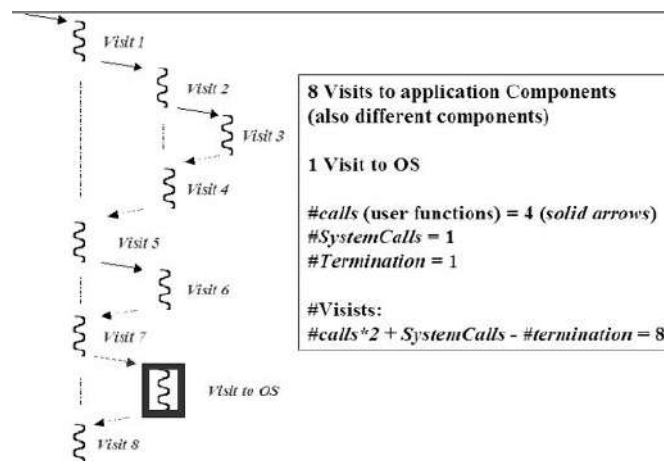 Visit 1
Visit 2
Visit 3
Visit 4
Visit 5
Visit 6
Visit 7
Visit to OS
Visit 8
8 Visits to application Components
(also different components)
1 Visit to OS
#calls (user functions) = 4 (solid arrows)
#SystemCalls = 1
#Termination = 1
#Visists:
#calls*2 + SystemCalls - #termination = 8